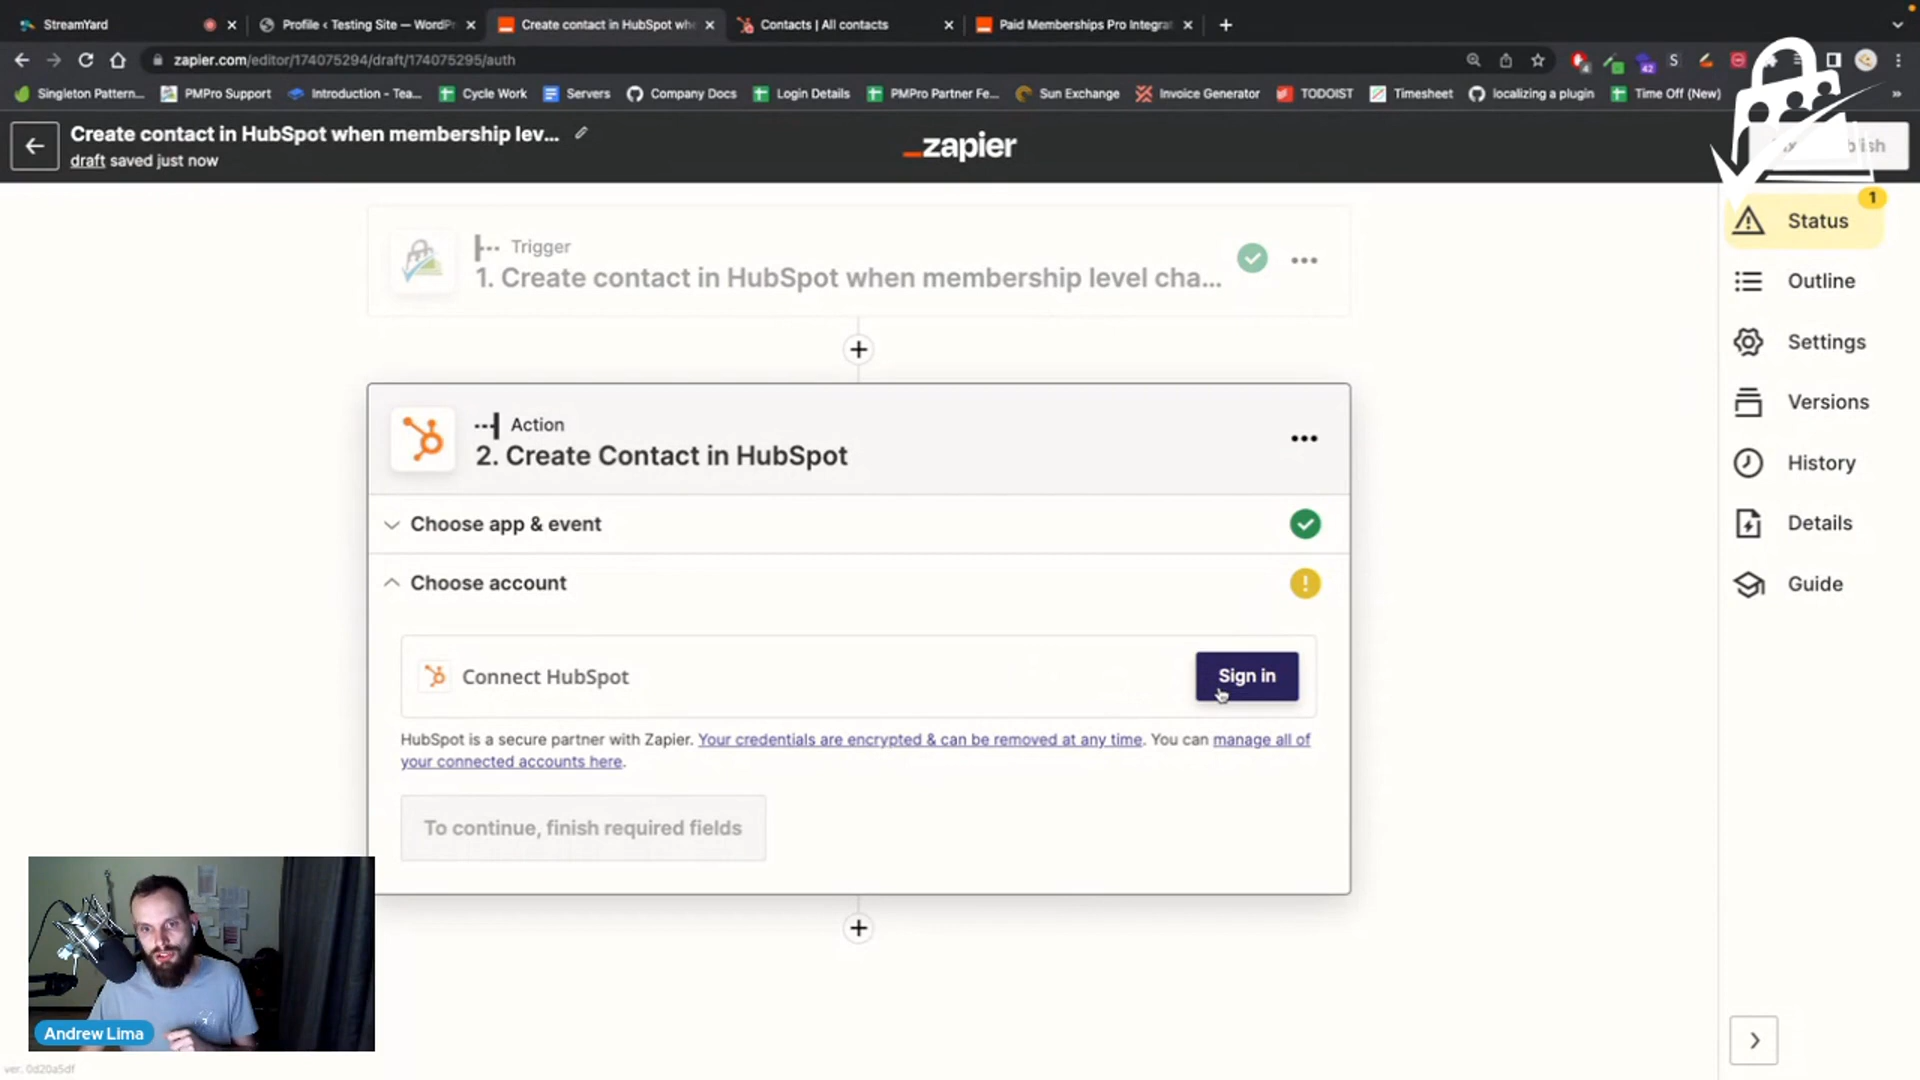 StreamYard
Profile ‹ Testing Site — WordPr
Create contact in HubSpot whe
Contacts | All contacts
Paid Memberships Pro Integrat
zapier.com/editor/174075294/draft/174075295/auth
4
42
S
Singleton Pattern...
PMPro Support
Introduction - Tea...
Cycle Work
Servers
Company Docs
Login Details
PMPro Partner Fe...
Sun Exchange
Invoice Generator
TODOIST
Timesheet
localizing a plugin
Time Off (New)
»
Create contact in HubSpot when membership lev...
draft saved just now
zapier
Trigger
1. Create contact in HubSpot when membership level cha...
Action
2. Create Contact in HubSpot
Choose app & event
Choose account
Connect HubSpot
Sign in
HubSpot is a secure partner with Zapier. Your credentials are encrypted & can be removed at any time. You can manage all of
your connected accounts here.
To continue, finish required fields
1
Status
Outline
Settings
Versions
History
Details
Guide
Andrew Lima
ver. 0d20a5df